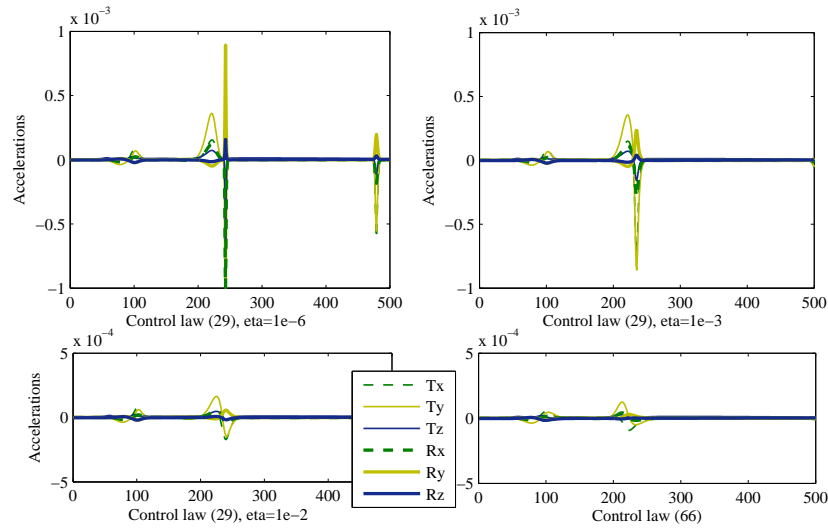 x 10−3
x 10−3
1
0.5
0
−0.5
−1
Accelerations
0 100 200 300 400 500
Control law (29), eta=1e−6
1
0.5
0
−0.5
−1
Accelerations
0 100 200 300 400 500
Control law (29), eta=1e−3
x 10−4
5
0
−5
Accelerations
0 100 200 300 400
Control law (29), eta=1e−2
Tx
Ty
Tz
Rx
Ry
Rz
x 10−4
5
0
−5
0 100 200 300 400 500
Control law (66)